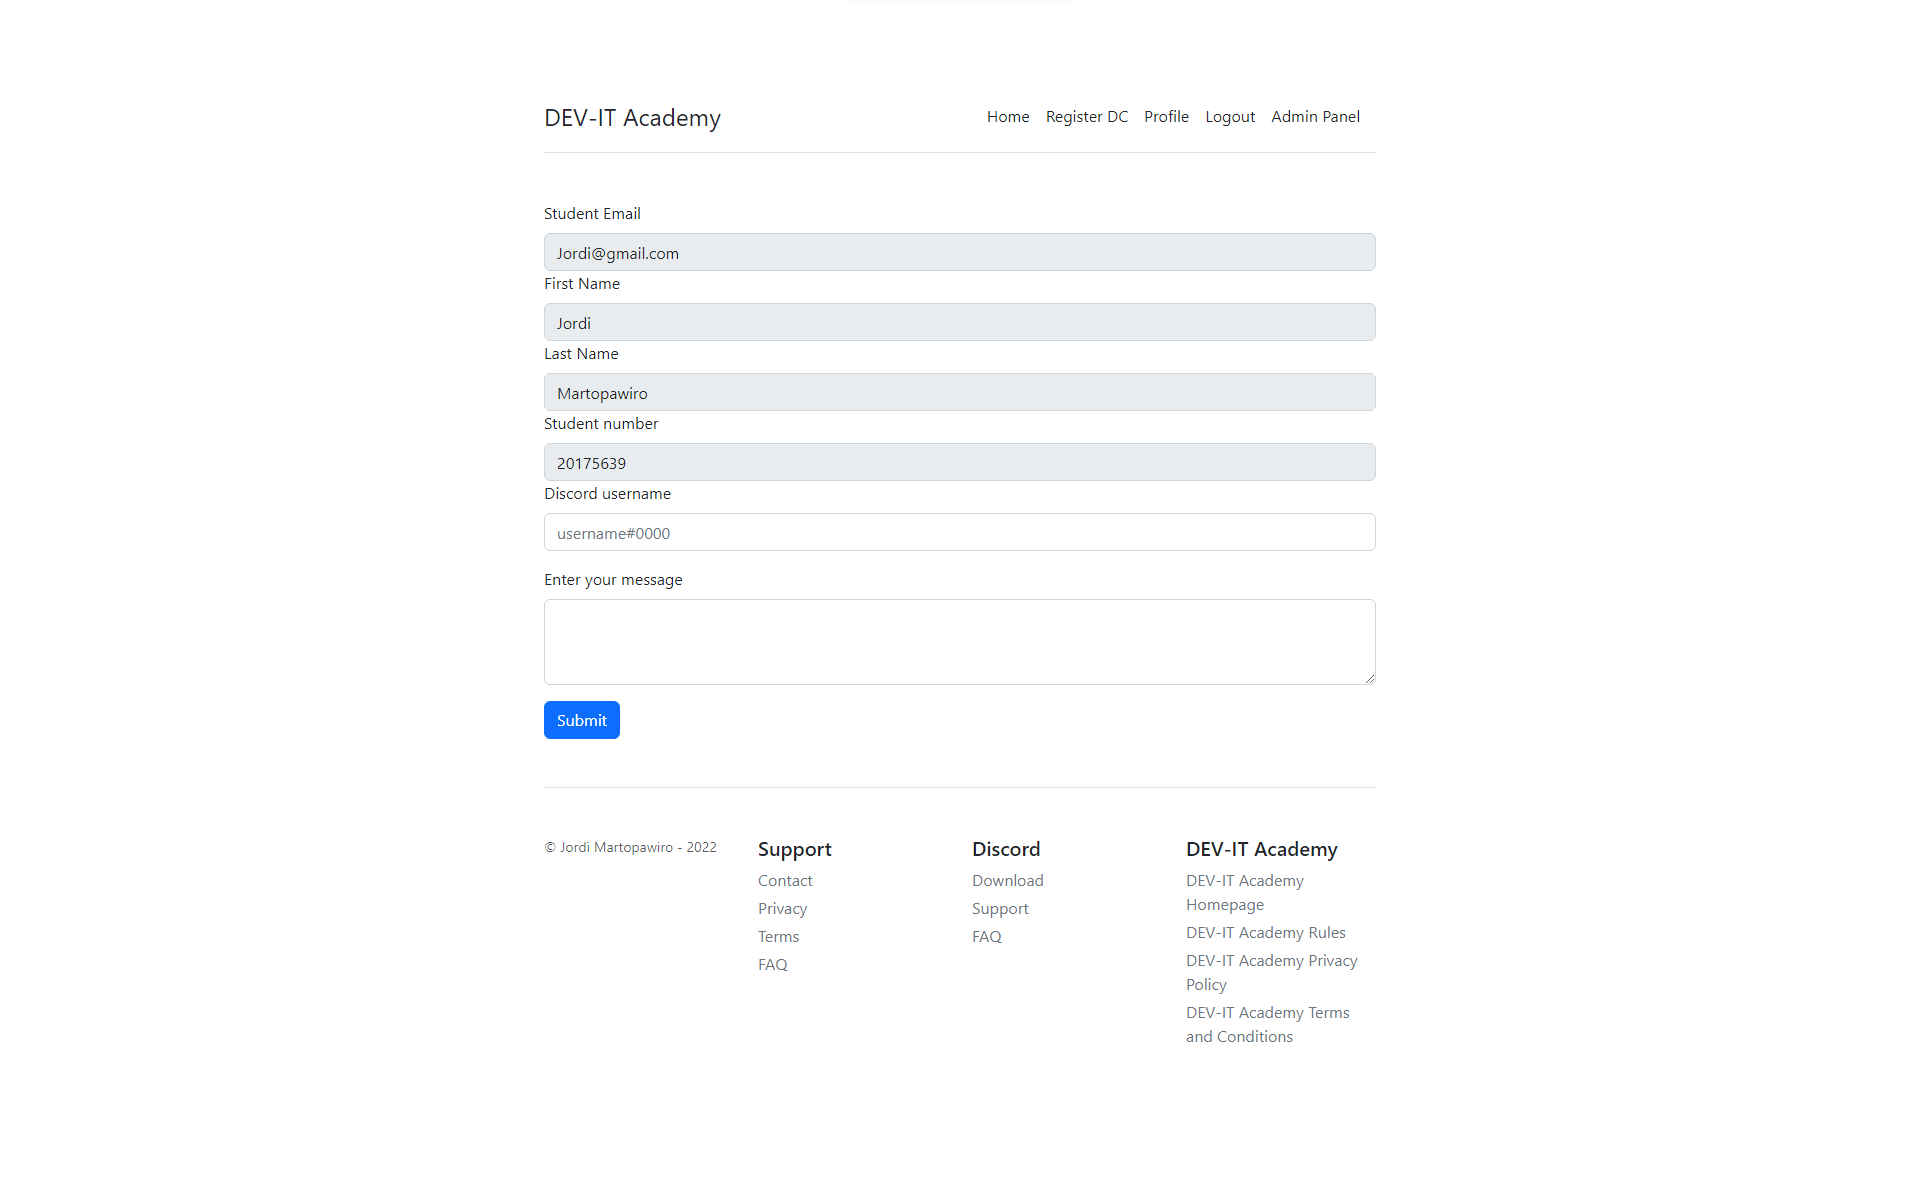 DEV-IT Academy
Home Register DC Profile Logout Admin Panel
Student Email
Jordi@gmail.com
First Name
Jordi
Last Name
Martopawiro
Student number
20175639
Discord username
username#0000
Enter your message
Submit
© Jordi Martopawiro - 2022
Support
Contact
Privacy
Terms
FAQ
Discord
Download
Support
FAQ
DEV-IT Academy
DEV-IT Academy
Homepage
DEV-IT Academy Rules
DEV-IT Academy Privacy
Policy
DEV-IT Academy Terms
and Conditions